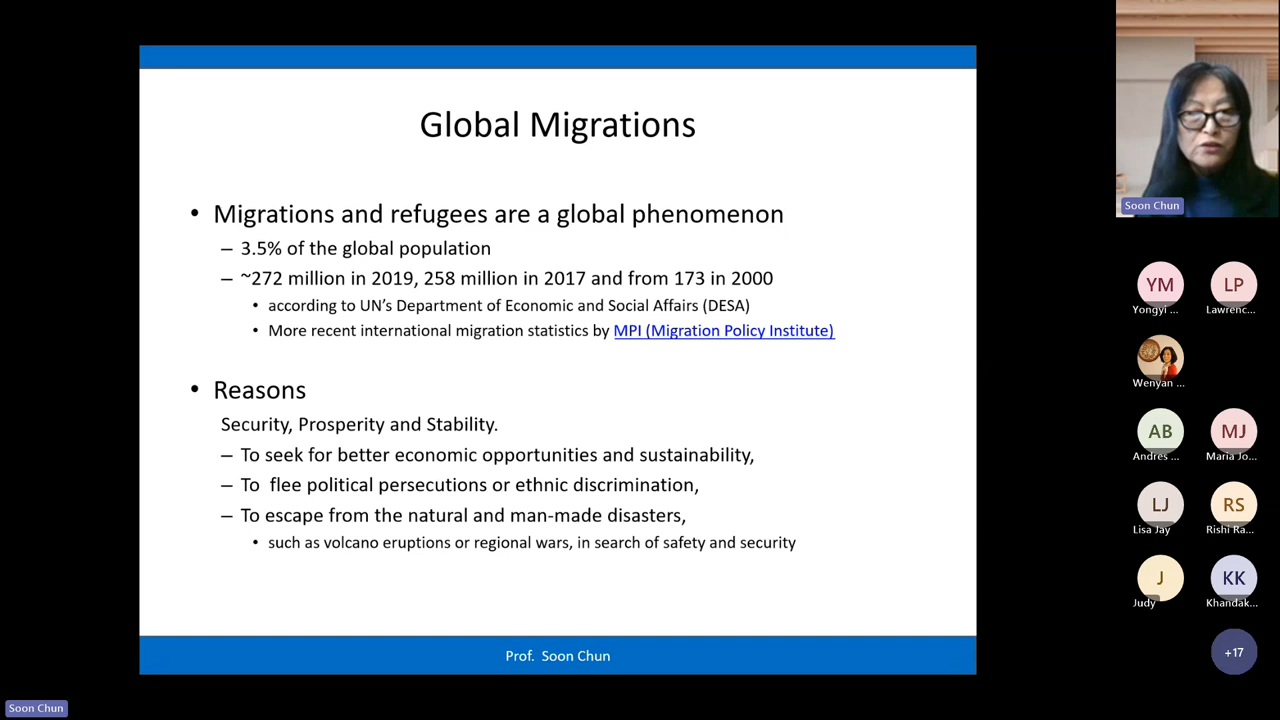 Global Migrations
• Migrations and refugees are a global phenomenon
– 3.5% of the global population
– ~272 million in 2019, 258 million in 2017 and from 173 in 2000
• according to UN's Department of Economic and Social Affairs (DESA)
• More recent international migration statistics by MPI (Migration Policy Institute)
• Reasons
Security, Prosperity and Stability.
– To seek for better economic opportunities and sustainability,
– To  flee political persecutions or ethnic discrimination,
– To escape from the natural and man-made disasters,
• such as volcano eruptions or regional wars, in search of safety and security
Prof.  Soon Chun
Soon Chun
Soon Chun
YM
LP
Yongyi ...
Lawrenc...
Wenyan ...
AB
MJ
Andres ...
Maria Jo...
LJ
RS
Lisa Jay
Rishi Ra...
J
KK
Judy
Khandak...
+17